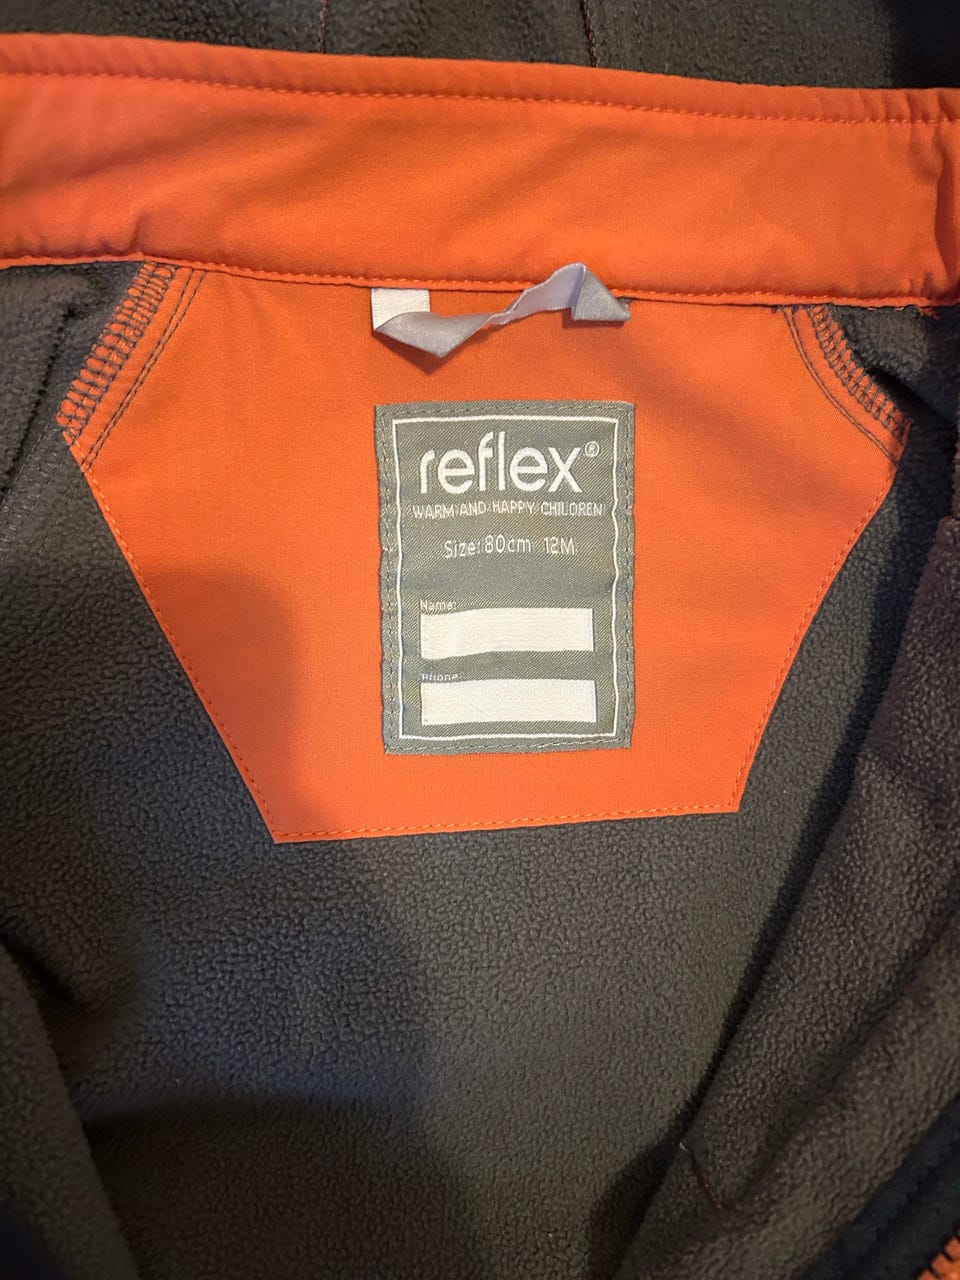 reflex®
WARM AND HAPPY CHILDREN
Size: 80cm 12M
Name:
Phone: